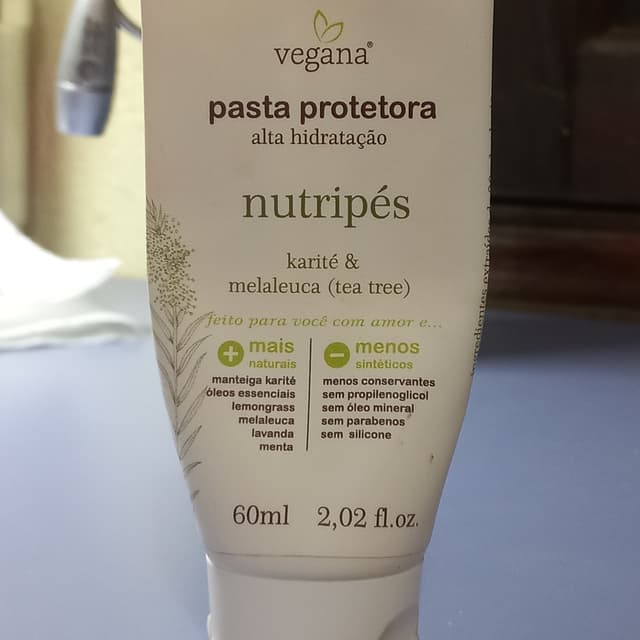 vegana®
pasta protetora
alta hidratação
nutripés
karité &
melaleuca (tea tree)
feito para você com amor e...
+ mais
naturais
manteiga karité
óleos essenciais
lemongrass
melaleuca
lavanda
menta
- menos
sintéticos
menos conservantes
sem propilenoglicol
sem óleo mineral
sem parabenos
sem silicone
60ml 2,02 fl.oz.